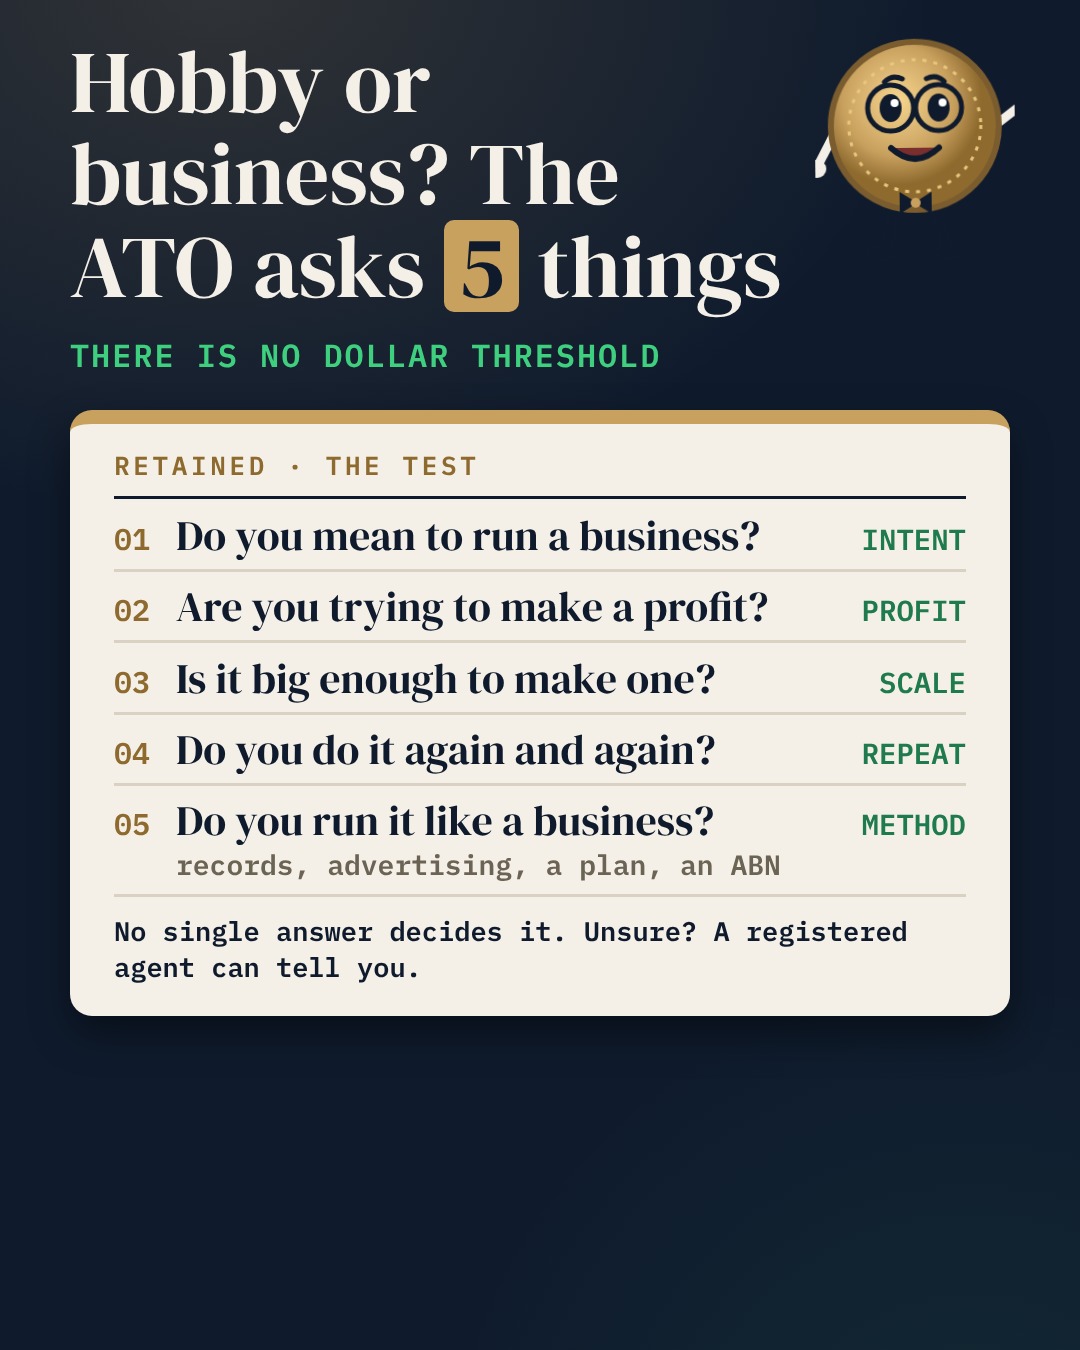 Hobby or
business? The
ATO asks 5 things
THERE IS NO DOLLAR THRESHOLD
RETAINED · THE TEST
01 Do you mean to run a business? INTENT
02 Are you trying to make a profit? PROFIT
03 Is it big enough to make one? SCALE
04 Do you do it again and again? REPEAT
05 Do you run it like a business? METHOD
records, advertising, a plan, an ABN
No single answer decides it. Unsure? A registered
agent can tell you.